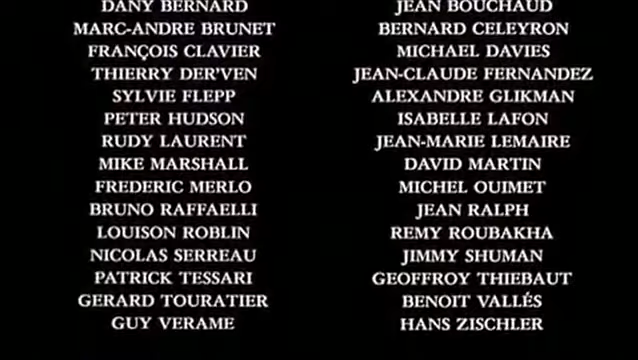 DANY BERNARD JEAN BOUCHAUD
MARC-ANDRE BRUNET BERNARD CELEYRON
FRANÇOIS CLAVIER MICHAEL DAVIES
THIERRY DER'VEN JEAN-CLAUDE FERNANDEZ
SYLVIE FLEPP ALEXANDRE GLIKMAN
PETER HUDSON ISABELLE LAFON
RUDY LAURENT JEAN-MARIE LEMAIRE
MIKE MARSHALL DAVID MARTIN
FREDERIC MERLO MICHEL OUIMET
BRUNO RAFFAELLI JEAN RALPH
LOUISON ROBLIN REMY ROUBAKHA
NICOLAS SERREAU JIMMY SHUMAN
PATRICK TESSARI GEOFFROY THIEBAUT
GERARD TOURATIER BENOIT VALLÉS
GUY VERAME HANS ZISCHLER